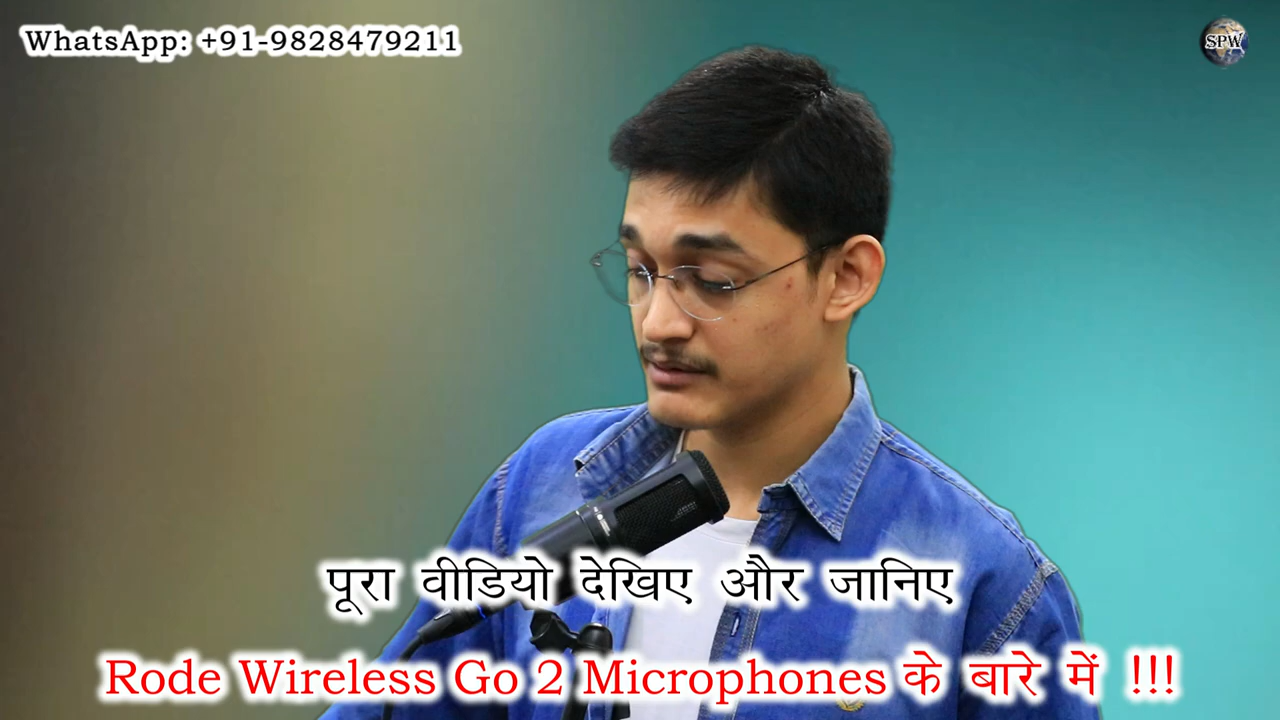 WhatsApp: +91-9828479211
SPW
पूरा वीडियो देखिए और जानिए
Rode Wireless Go 2 Microphones के बारे में !!!